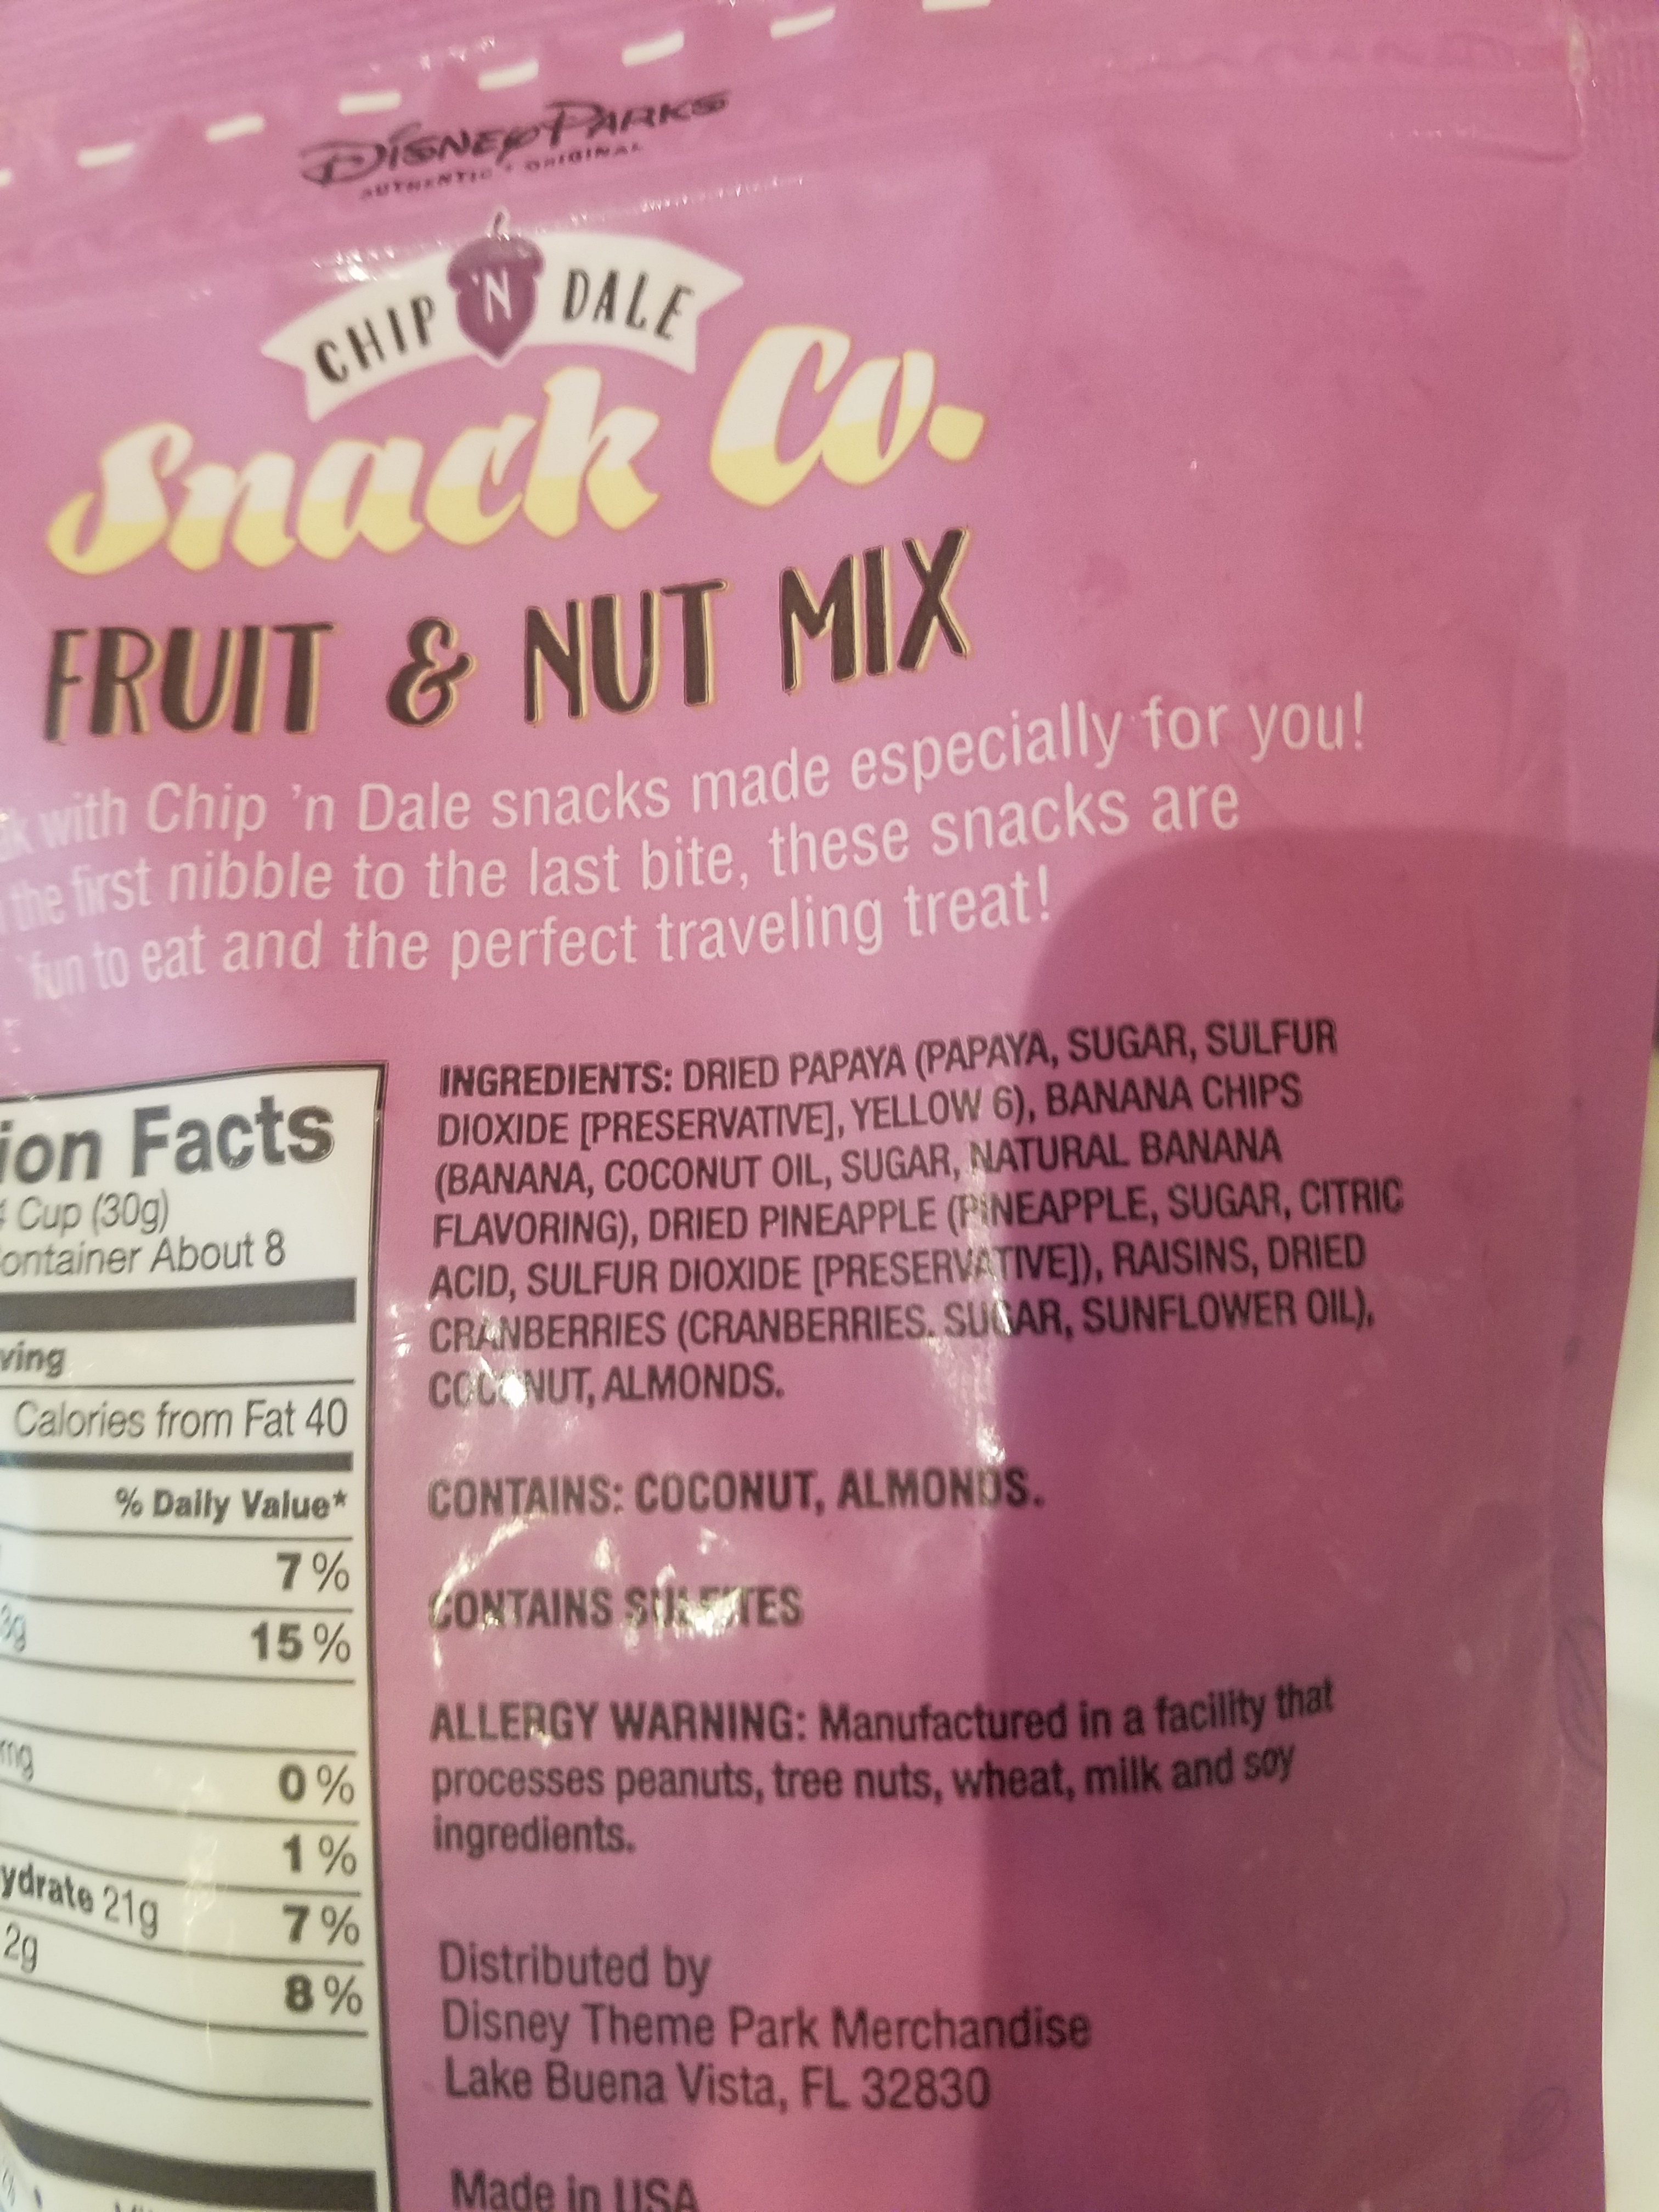 DISNEY PARKS
AUTHENTIC • ORIGINAL
CHIP 'N DALE
Snack Co.
FRUIT & NUT MIX
with Chip 'n Dale snacks made especially for you!
the first nibble to the last bite, these snacks are
fun to eat and the perfect traveling treat!
ion Facts
Cup (30g)
ontainer About 8
ving
Calories from Fat 40
% Daily Value*
7%
3g 15%
mg 0%
1%
ydrate 21g 7%
2g 8%
INGREDIENTS: DRIED PAPAYA (PAPAYA, SUGAR, SULFUR
DIOXIDE [PRESERVATIVE], YELLOW 6), BANANA CHIPS
(BANANA, COCONUT OIL, SUGAR, NATURAL BANANA
FLAVORING), DRIED PINEAPPLE (PINEAPPLE, SUGAR, CITRIC
ACID, SULFUR DIOXIDE [PRESERVATIVE]), RAISINS, DRIED
CRANBERRIES (CRANBERRIES, SUGAR, SUNFLOWER OIL),
COCONUT, ALMONDS.
CONTAINS: COCONUT, ALMONDS.
CONTAINS SULFITES
ALLERGY WARNING: Manufactured in a facility that
processes peanuts, tree nuts, wheat, milk and soy
ingredients.
Distributed by
Disney Theme Park Merchandise
Lake Buena Vista, FL 32830
Made in USA